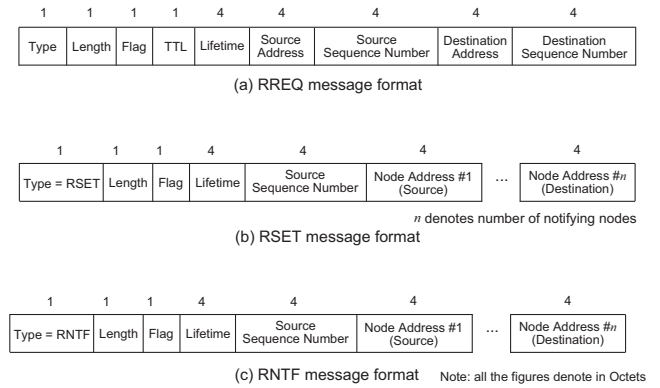 1 1 1 1 4 4 4 4 4
Type Length Flag TTL Lifetime Source Address Source Sequence Number Destination Address Destination Sequence Number
(a) RREQ message format
1 1 1 4 4 4 4
Type = RSET Length Flag Lifetime Source Sequence Number Node Address #1 (Source) ... Node Address #n (Destination)
n denotes number of notifying nodes
(b) RSET message format
1 1 1 4 4 4 4
Type = RNTF Length Flag Lifetime Source Sequence Number Node Address #1 (Source) ... Node Address #n (Destination)
(c) RNTF message format Note: all the figures denote in Octets